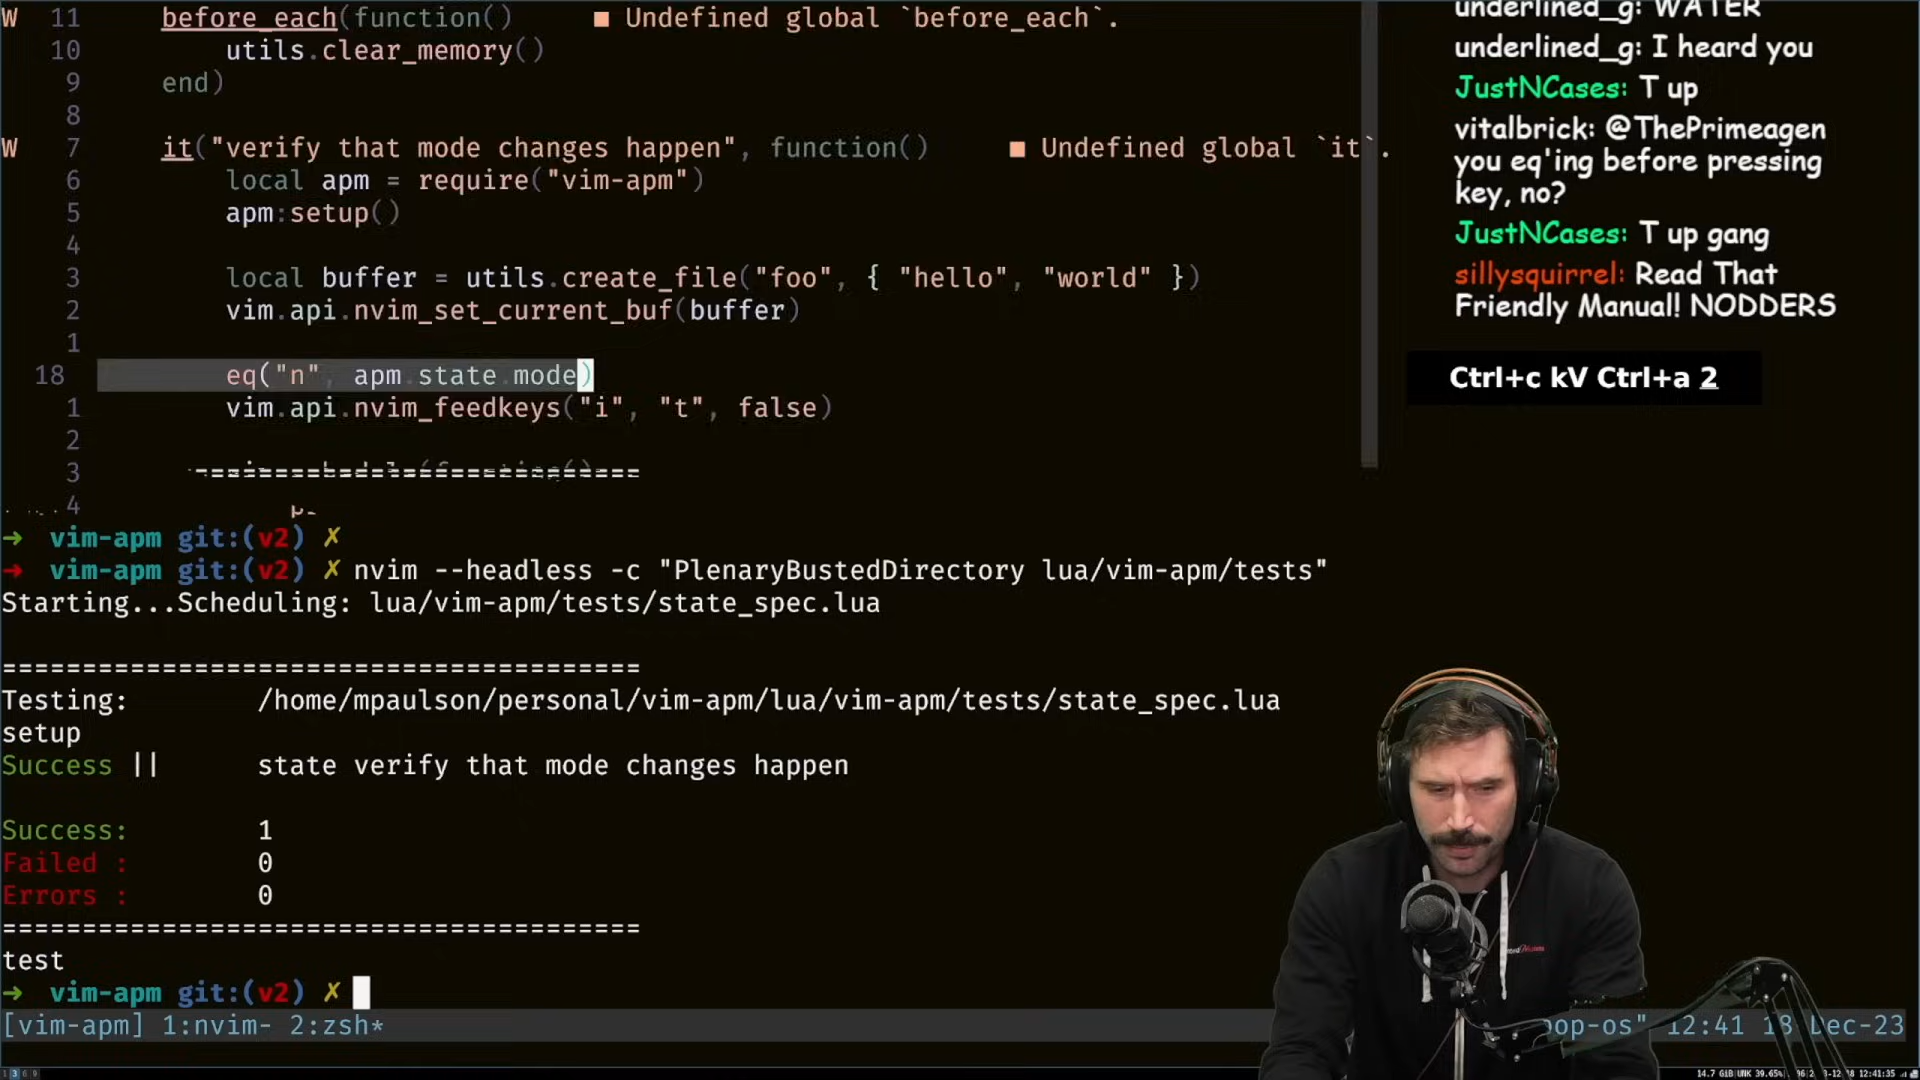 W 11 before_each(function() ■ Undefined global `before_each`.
10 utils.clear_memory()
9 end)
8
W 7 it("verify that mode changes happen", function() ■ Undefined global `it`.
6 local apm = require("vim-apm")
5 apm:setup()
4
3 local buffer = utils.create_file("foo", { "hello", "world" })
2 vim.api.nvim_set_current_buf(buffer)
1
18 eq("n", apm.state.mode)
1 vim.api.nvim_feedkeys("i", "t", false)
2
3 =======================================
4
➜ vim-apm git:(v2) ✗
➜ vim-apm git:(v2) ✗ nvim --headless -c "PlenaryBustedDirectory lua/vim-apm/tests"
Starting...Scheduling: lua/vim-apm/tests/state_spec.lua
========================================
Testing: /home/mpaulson/personal/vim-apm/lua/vim-apm/tests/state_spec.lua
setup
Success || state verify that mode changes happen
Success: 1
Failed : 0
Errors : 0
========================================
test
➜ vim-apm git:(v2) ✗
[vim-apm] 1:nvim- 2:zsh*
op-os" 12:41 18 Dec-23
underlined_g: WATER
underlined_g: I heard you
JustNCases: T up
vitalbrick: @ThePrimeagen
you eq'ing before pressing
key, no?
JustNCases: T up gang
sillysquirrel: Read That
Friendly Manual! NODDERS
Ctrl+c kV Ctrl+a 2